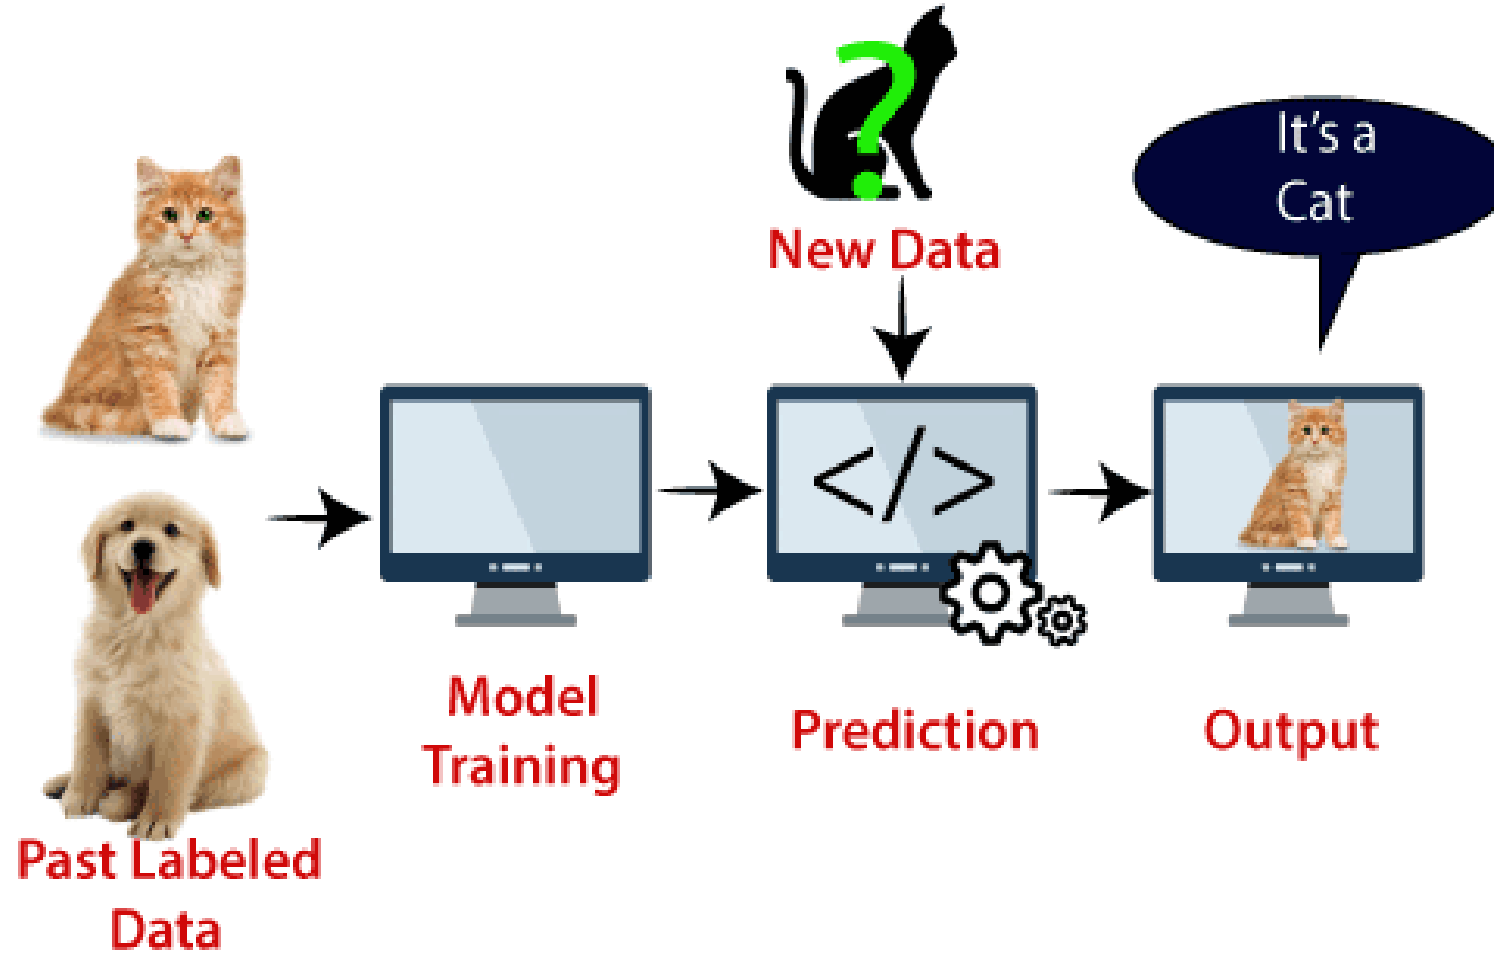 New Data
It's a
Cat
</>
Model
Training
Prediction
Output
Past Labeled
Data